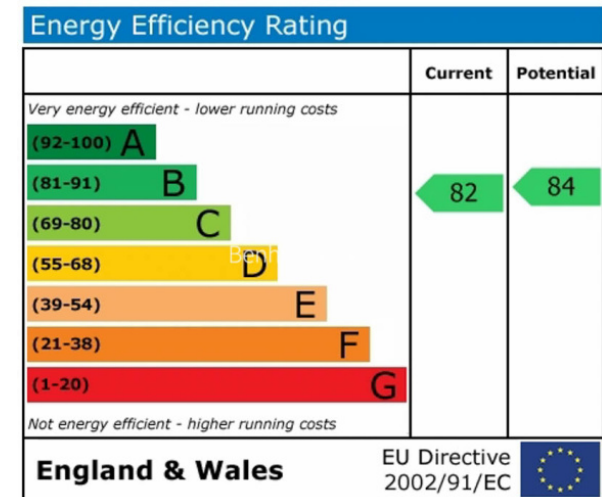 Energy Efficiency Rating
Current Potential
Very energy efficient - lower running costs
(92-100) A
(81-91) B
82 84
(69-80) C
(55-68) D
(39-54) E
(21-38) F
(1-20) G
Not energy efficient - higher running costs
England & Wales
EU Directive
2002/91/EC